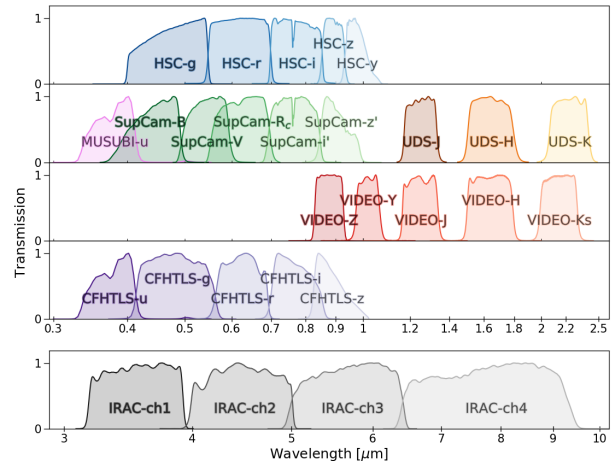 1
HSC-z
HSC-g HSC-r HSC-i HSC-y
0
1
SupCam-B SupCam-Rc SupCam-z'
MUSUBI-u SupCam-V SupCam-i' UDS-J UDS-H UDS-K
0
Transmission
1
VIDEO-Y VIDEO-H
VIDEO-Z VIDEO-J VIDEO-Ks
0
1
CFHTLS-g CFHTLS-i
CFHTLS-u CFHTLS-r CFHTLS-z
0
0.3 0.4 0.5 0.6 0.7 0.8 0.9 1 1.2 1.4 1.6 1.8 2 2.2 2.5
1
IRAC-ch1 IRAC-ch2 IRAC-ch3 IRAC-ch4
0
3 4 5 6 7 8 9 10
Wavelength [μm]